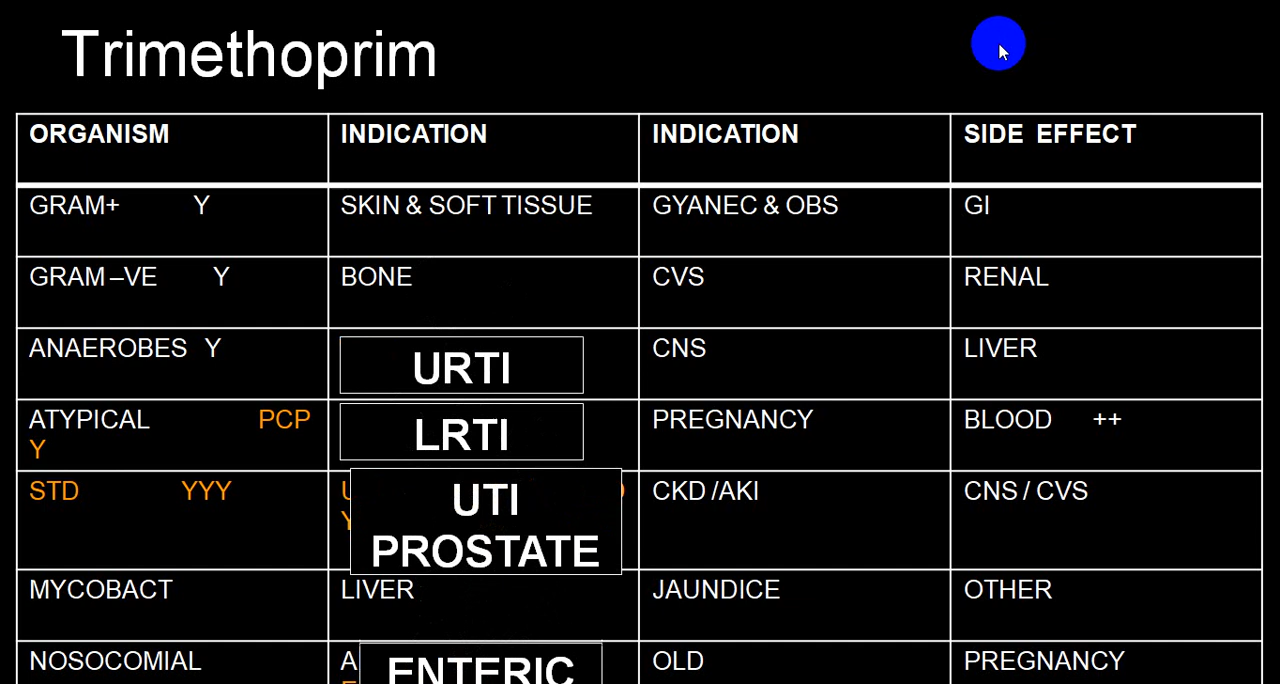 Trimethoprim
ORGANISM INDICATION INDICATION SIDE EFFECT
GRAM+ Y SKIN & SOFT TISSUE GYANEC & OBS GI
GRAM –VE Y BONE CVS RENAL
ANAEROBES Y URTI CNS LIVER
ATYPICAL PCP LRTI PREGNANCY BLOOD ++
Y
STD YYY UTI CKD /AKI CNS / CVS
PROSTATE
MYCOBACT LIVER JAUNDICE OTHER
NOSOCOMIAL ENTERIC OLD PREGNANCY